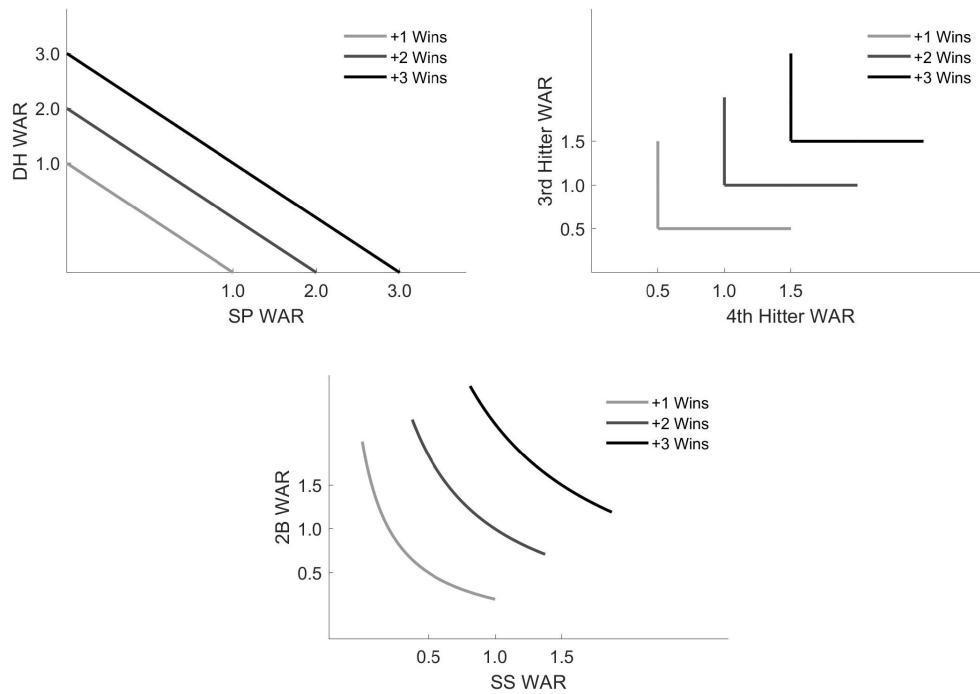 +1 Wins
+2 Wins
+3 Wins
3.0
2.0
1.0
DH WAR
1.0 2.0 3.0
SP WAR
+1 Wins
+2 Wins
+3 Wins
1.5
1.0
0.5
3rd Hitter WAR
0.5 1.0 1.5
4th Hitter WAR
+1 Wins
+2 Wins
+3 Wins
1.5
1.0
0.5
2B WAR
0.5 1.0 1.5
SS WAR